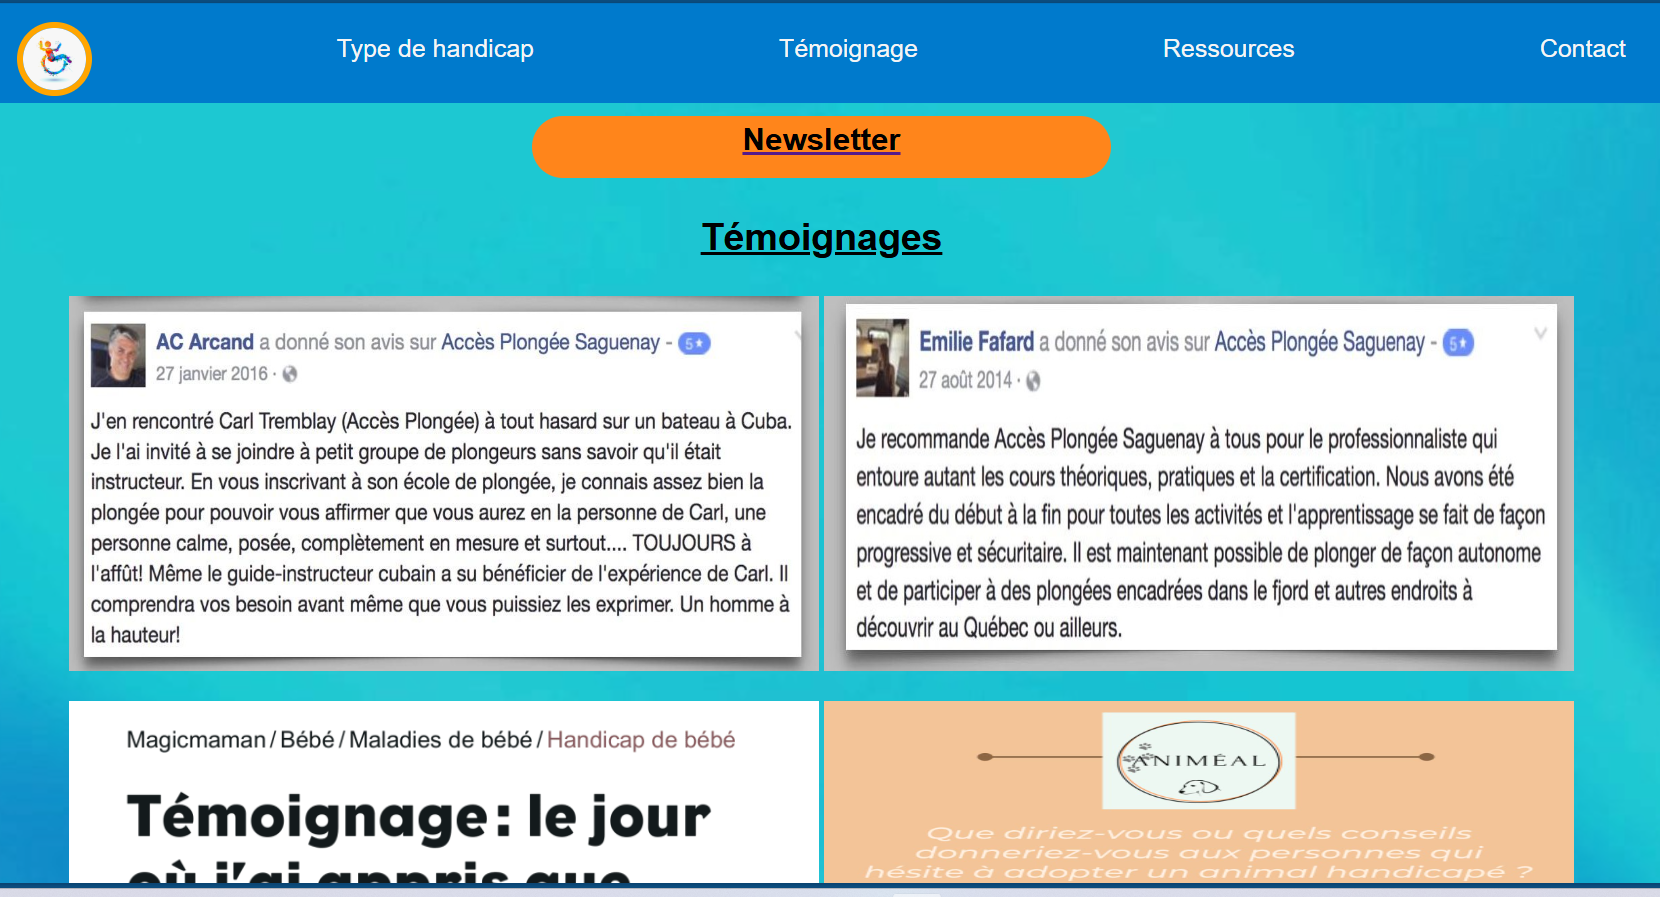 Type de handicap
Témoignage
Ressources
Contact
Newsletter
Témoignages
AC Arcand a donné son avis sur Accès Plongée Saguenay - 5★
27 janvier 2016 ·
J'en rencontré Carl Tremblay (Accès Plongée) à tout hasard sur un bateau à Cuba.
Je l'ai invité à se joindre à petit groupe de plongeurs sans savoir qu'il était
instructeur. En vous inscrivant à son école de plongée, je connais assez bien la
plongée pour pouvoir vous affirmer que vous aurez en la personne de Carl, une
personne calme, posée, complètement en mesure et surtout.... TOUJOURS à
l'affût! Même le guide-instructeur cubain a su bénéficier de l'expérience de Carl. Il
comprendra vos besoin avant même que vous puissiez les exprimer. Un homme à
la hauteur!
Emilie Fafard a donné son avis sur Accès Plongée Saguenay - 5★
27 août 2014 ·
Je recommande Accès Plongée Saguenay à tous pour le professionnaliste qui
entoure autant les cours théoriques, pratiques et la certification. Nous avons été
encadré du début à la fin pour toutes les activités et l'apprentissage se fait de façon
progressive et sécuritaire. Il est maintenant possible de plonger de façon autonome
et de participer à des plongées encadrées dans le fjord et autres endroits à
découvrir au Québec ou ailleurs.
Magicmaman / Bébé / Maladies de bébé / Handicap de bébé
Témoignage : le jour
où j'ai appris que
ANIMÉAL
Que diriez-vous ou quels conseils
donneriez-vous aux personnes qui
hésite à adopter un animal handicapé ?